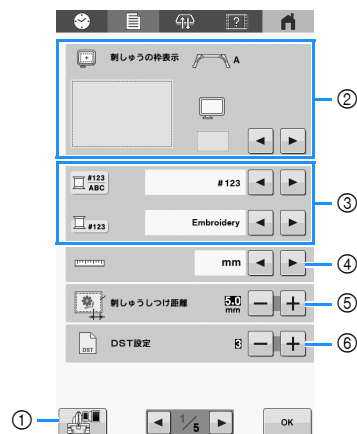 刺しゅうの枠表示
A
②
#123
ABC
#123
③
#123
Embroidery
mm
④
刺しゅうしつけ距離
5.0
mm
⑤
DST
DST設定
3
⑥
①
1/5
OK